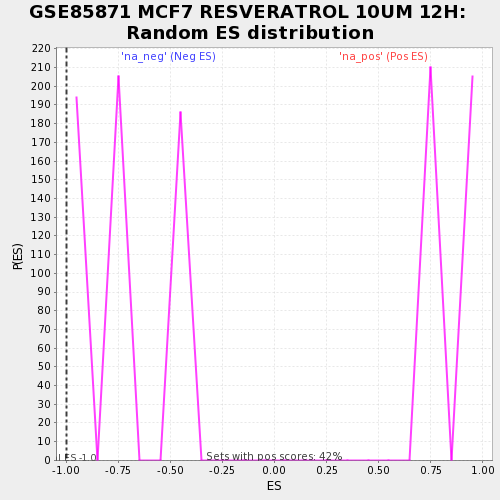 GSE85871 MCF7 RESVERATROL 10UM 12H:
Random ES distribution
'na_neg' (Neg ES)
'na_pos' (Pos ES)
220
210
200
190
180
170
160
150
140
130
120
110
100
90
80
70
60
50
40
30
20
10
0
P(ES)
Sets with pos scores: 42%
-1.00 -0.75 -0.50 -0.25 0.00 0.25 0.50 0.75 1.00
ES